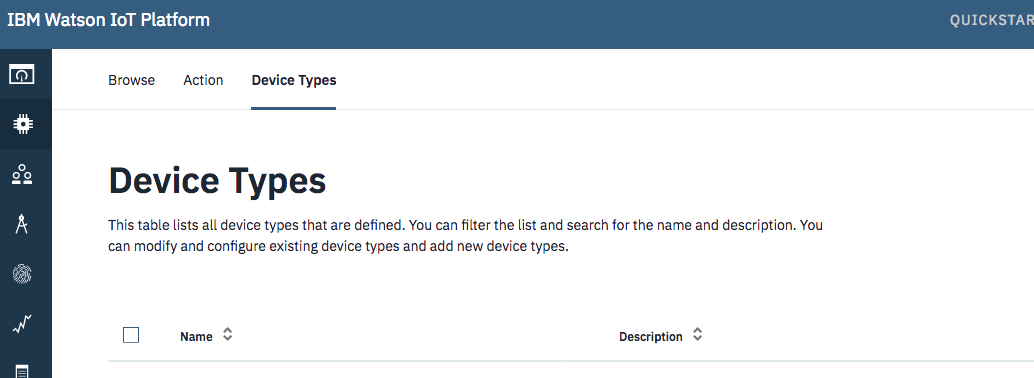 IBM Watson IoT Platform
QUICKSTAR
Browse Action Device Types
Device Types
This table lists all device types that are defined. You can filter the list and search for the name and description. You
can modify and configure existing device types and add new device types.
Name Description